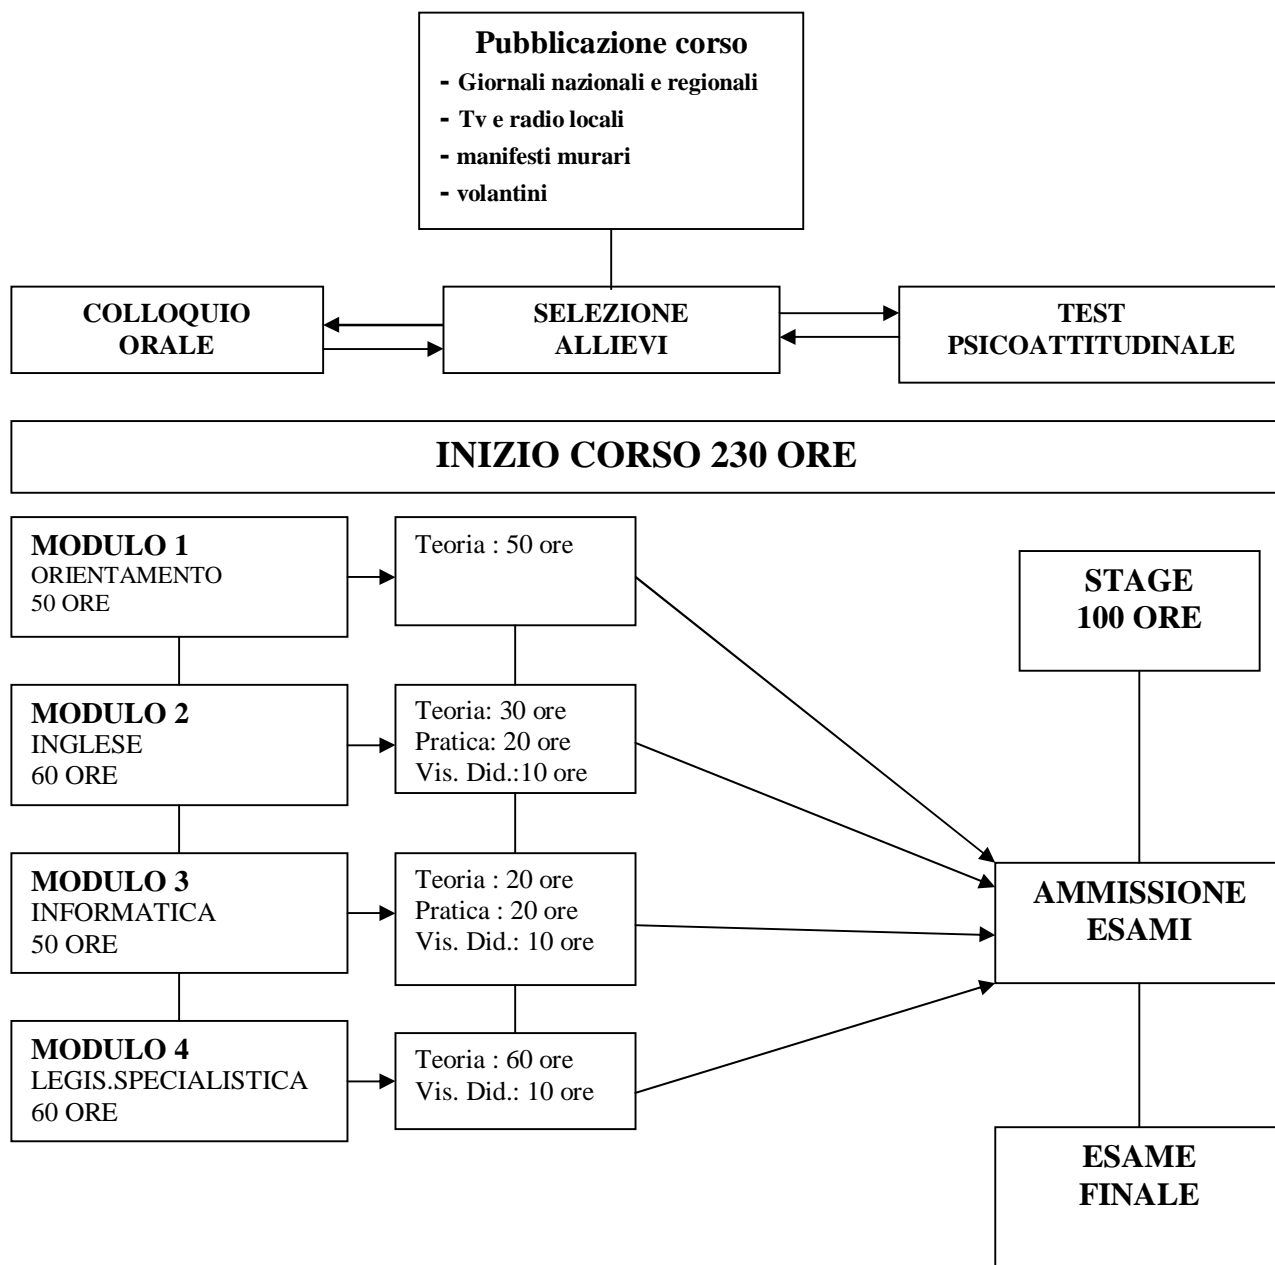 Pubblicazione corso
- Giornali nazionali e regionali
- Tv e radio locali
- manifesti murari
- volantini
COLLOQUIO
ORALE
SELEZIONE
ALLIEVI
TEST
PSICOATTITUDINALE
INIZIO CORSO 230 ORE
MODULO 1
ORIENTAMENTO
50 ORE
Teoria : 50 ore
STAGE
100 ORE
MODULO 2
INGLESE
60 ORE
Teoria: 30 ore
Pratica: 20 ore
Vis. Did.:10 ore
MODULO 3
INFORMATICA
50 ORE
Teoria : 20 ore
Pratica : 20 ore
Vis. Did.: 10 ore
AMMISSIONE
ESAMI
MODULO 4
LEGIS.SPECIALISTICA
60 ORE
Teoria : 60 ore
Vis. Did.: 10 ore
ESAME
FINALE